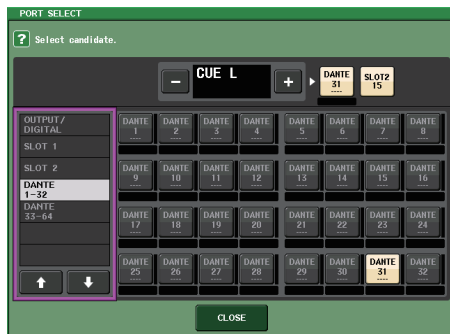 PORT SELECT
? Select candidate.
− CUE L + DANTE 31 ---- SLOT2 15
OUTPUT/
DIGITAL
SLOT 1
SLOT 2
DANTE
1-32
DANTE
33-64
DANTE 1 ---- DANTE 2 ---- DANTE 3 ---- DANTE 4 ---- DANTE 5 ---- DANTE 6 ---- DANTE 7 ---- DANTE 8 ----
DANTE 9 ---- DANTE 10 ---- DANTE 11 ---- DANTE 12 ---- DANTE 13 ---- DANTE 14 ---- DANTE 15 ---- DANTE 16 ----
DANTE 17 ---- DANTE 18 ---- DANTE 19 ---- DANTE 20 ---- DANTE 21 ---- DANTE 22 ---- DANTE 23 ---- DANTE 24 ----
DANTE 25 ---- DANTE 26 ---- DANTE 27 ---- DANTE 28 ---- DANTE 29 ---- DANTE 30 ---- DANTE 31 ---- DANTE 32 ----
CLOSE